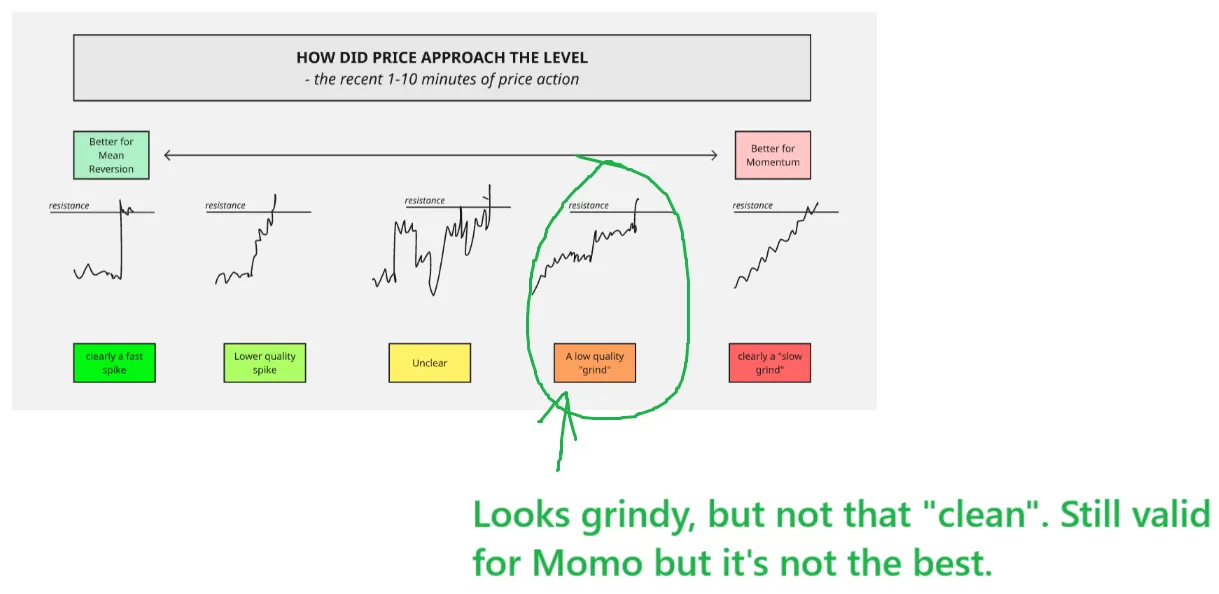 HOW DID PRICE APPROACH THE LEVEL
- the recent 1-10 minutes of price action
Better for
Mean
Reversion
Better for
Momentum
resistance
resistance
resistance
resistance
resistance
clearly a fast
spike
Lower quality
spike
Unclear
A low quality
"grind"
clearly a "slow
grind"
Looks grindy, but not that "clean". Still valid
for Momo but it's not the best.